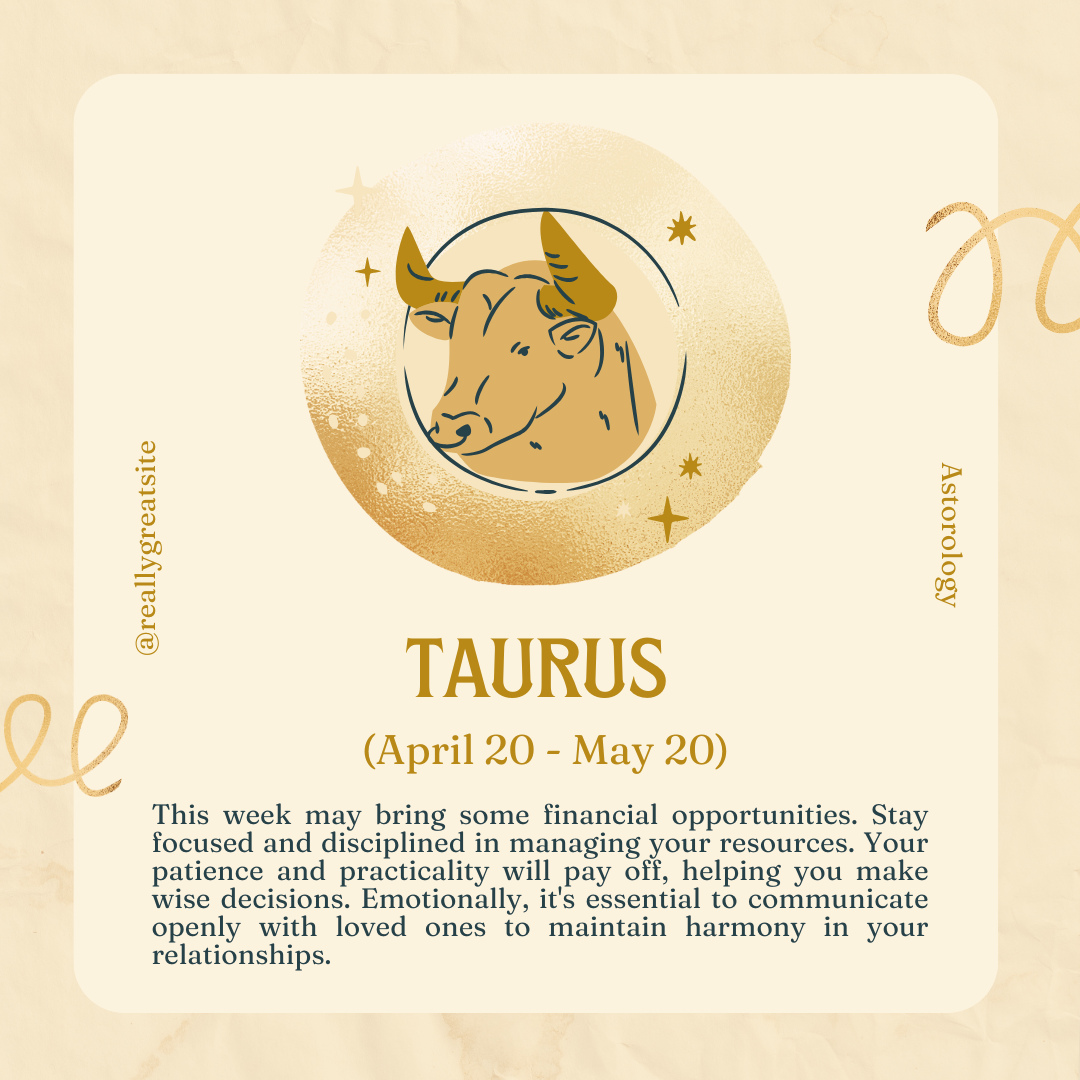 @reallygreatsite
Astorology
TAURUS
(April 20 - May 20)
This week may bring some financial opportunities. Stay
focused and disciplined in managing your resources. Your
patience and practicality will pay off, helping you make
wise decisions. Emotionally, it's essential to communicate
openly with loved ones to maintain harmony in your
relationships.